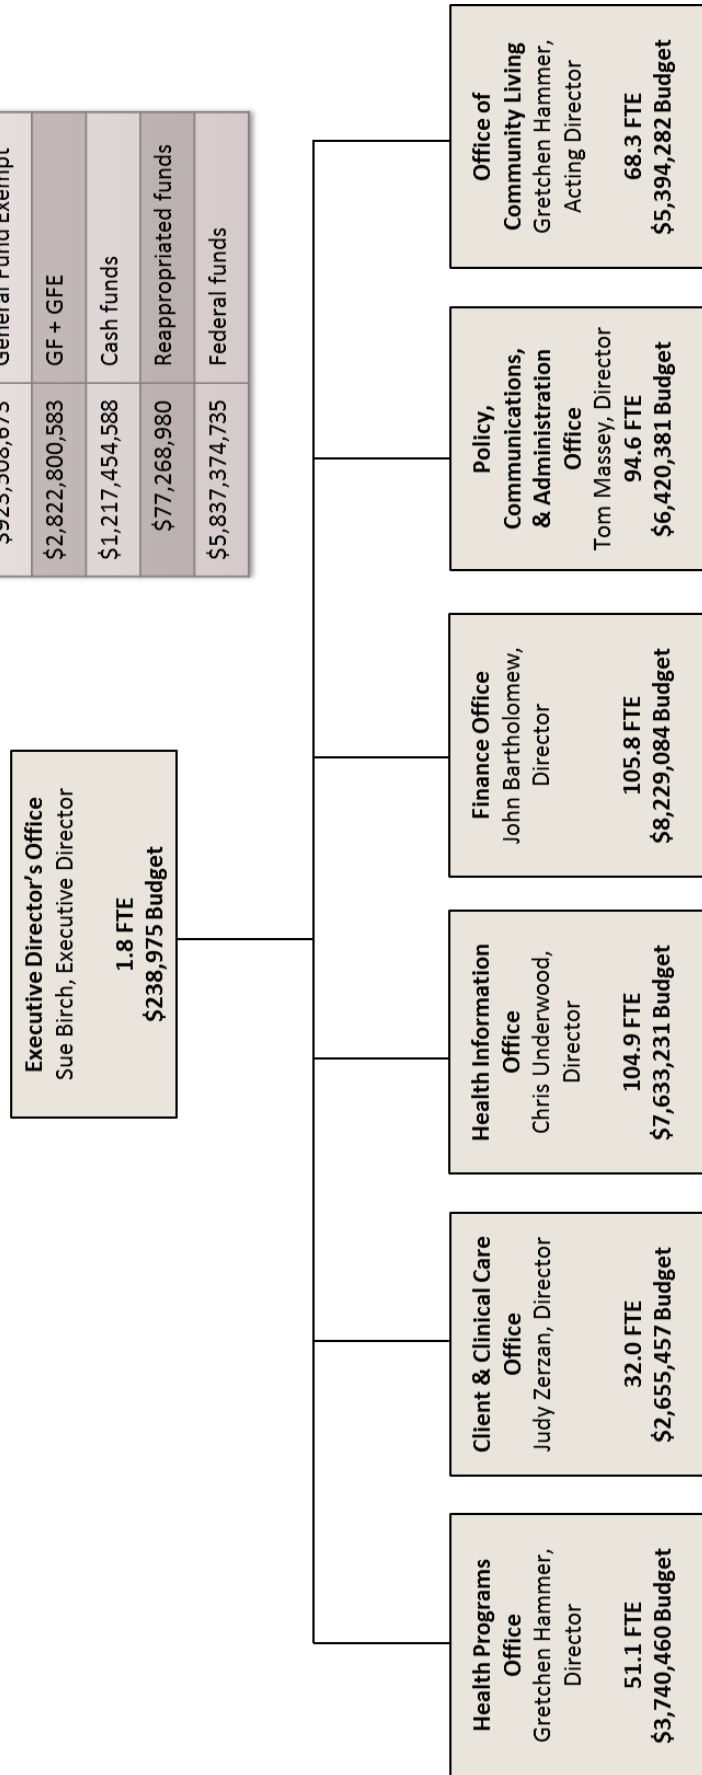 Executive Director's Office
Sue Birch, Executive Director
1.8 FTE
$238,975 Budget
General Fund Exempt
$2,822,800,583 GF + GFE
$1,217,454,588 Cash funds
$77,268,980 Reappropriated funds
$5,837,374,735 Federal funds
Health Programs
Office
Gretchen Hammer,
Director
51.1 FTE
$3,740,460 Budget
Client & Clinical Care
Office
Judy Zerzan, Director
32.0 FTE
$2,655,457 Budget
Health Information
Office
Chris Underwood,
Director
104.9 FTE
$7,633,231 Budget
Finance Office
John Bartholomew,
Director
105.8 FTE
$8,229,084 Budget
Policy,
Communications,
& Administration
Office
Tom Massey, Director
94.6 FTE
$6,420,381 Budget
Office of
Community Living
Gretchen Hammer,
Acting Director
68.3 FTE
$5,394,282 Budget